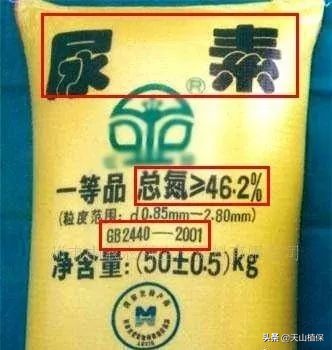 尿素
®
一等品 总氮≥46.2%
(粒度范围:d0.85mm—2.80mm)
GB2440—2001
净含量:(50±0.5)kg
头条 @天山植保